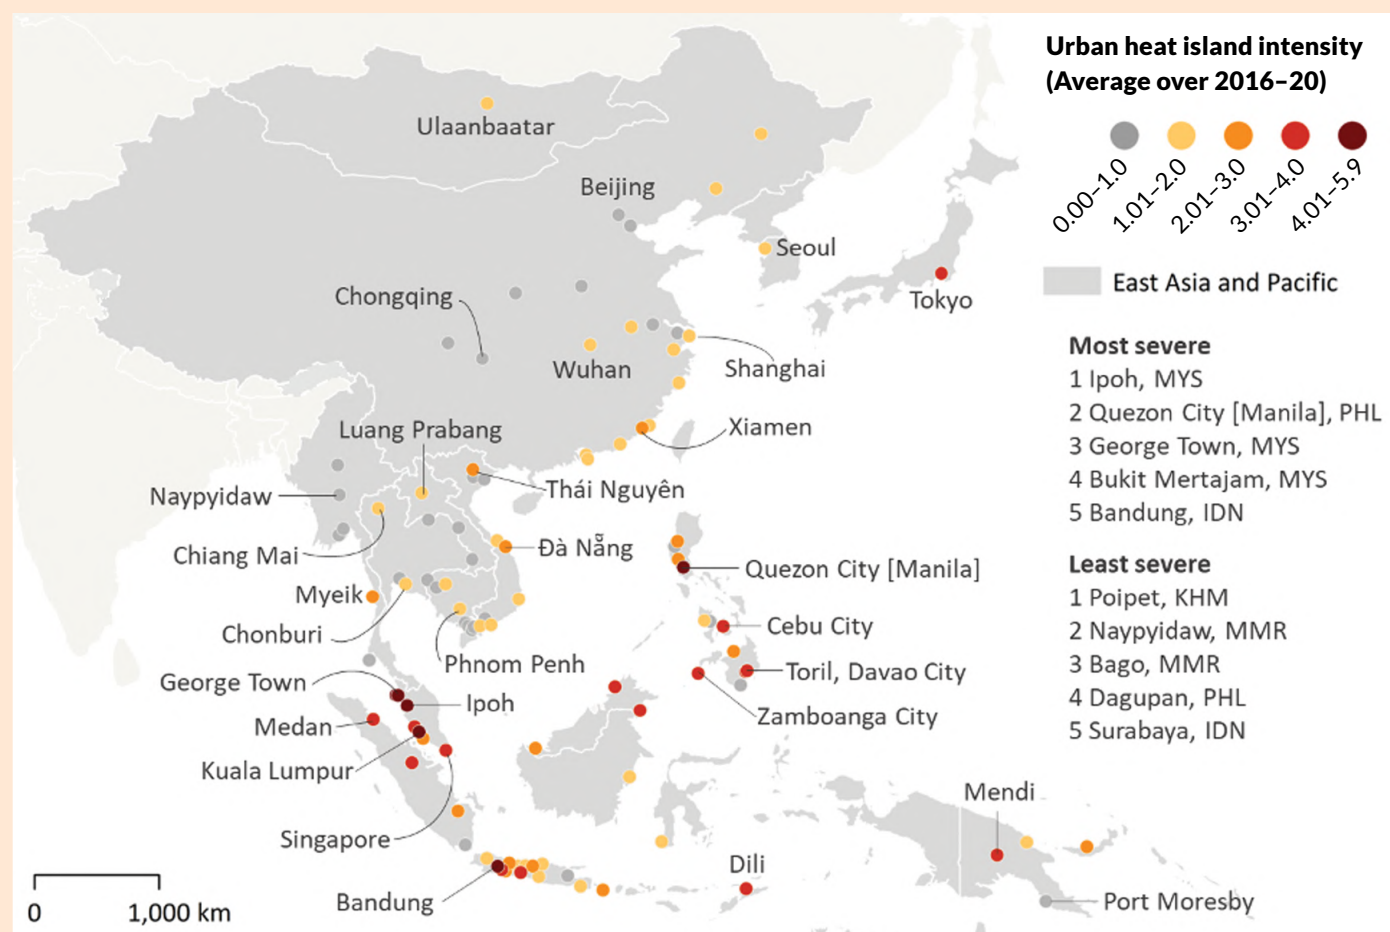 Urban heat island intensity
(Average over 2016–20)
0.00–1.0
1.01–2.0
2.01–3.0
3.01–4.0
4.01–5.9
East Asia and Pacific
Most severe
1 Ipoh, MYS
2 Quezon City [Manila], PHL
3 George Town, MYS
4 Bukit Mertajam, MYS
5 Bandung, IDN
Least severe
1 Poipet, KHM
2 Naypyidaw, MMR
3 Bago, MMR
4 Dagupan, PHL
5 Surabaya, IDN
Ulaanbaatar
Beijing
Seoul
Tokyo
Chongqing
Wuhan
Shanghai
Luang Prabang
Xiamen
Naypyidaw
Thái Nguyên
Chiang Mai
Đà Nẵng
Myeik
Quezon City [Manila]
Chonburi
Cebu City
Phnom Penh
George Town
Toril, Davao City
Ipoh
Medan
Zamboanga City
Kuala Lumpur
Mendi
Singapore
Dili
Bandung
Port Moresby
0
1,000 km